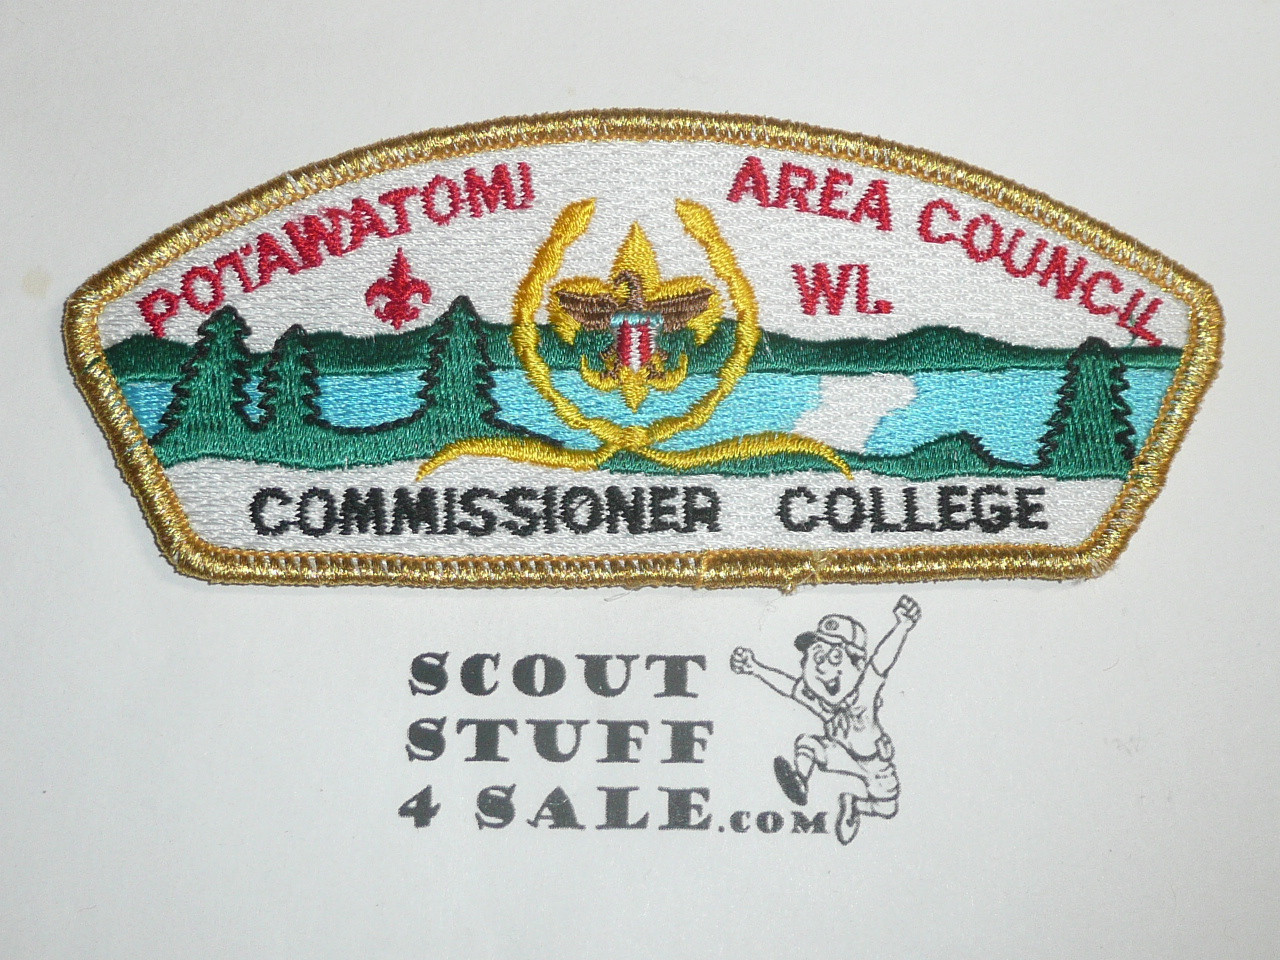 POTAWATOMI AREA COUNCIL
WI.
COMMISSIONER COLLEGE
SCOUT
STUFF
4 SALE.COM